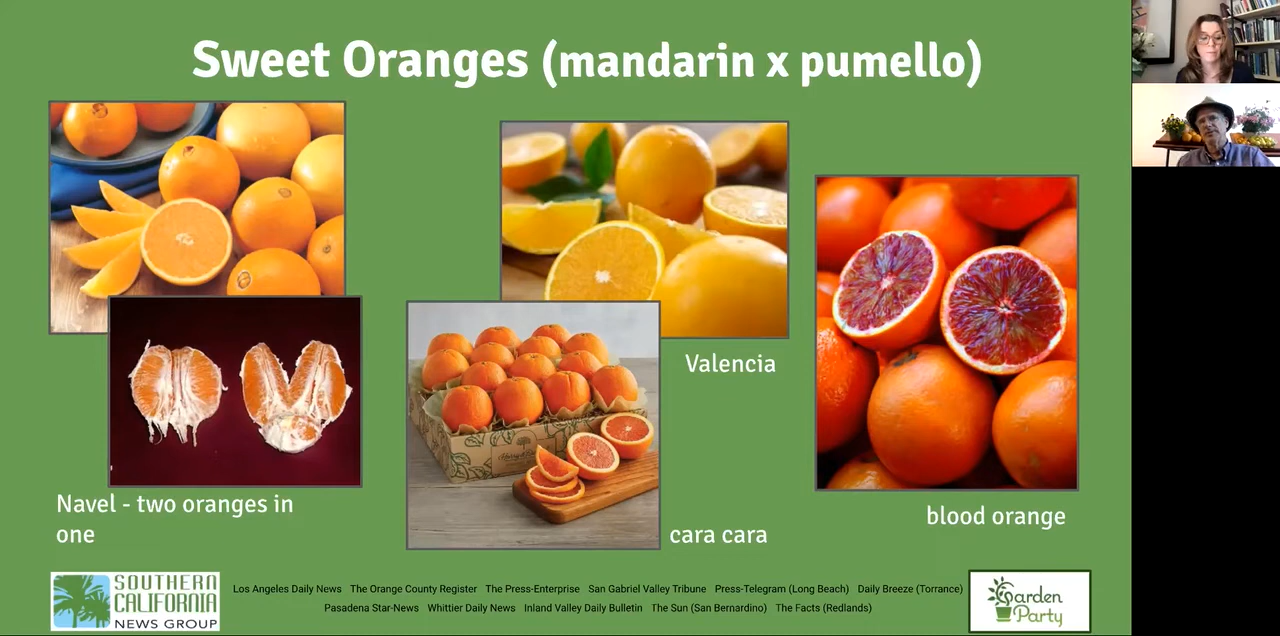 Sweet Oranges (mandarin x pumello)
Valencia
Navel - two oranges in
one
cara cara
blood orange
SOUTHERN
CALIFORNIA
NEWS GROUP
Los Angeles Daily News The Orange County Register The Press-Enterprise San Gabriel Valley Tribune Press-Telegram (Long Beach) Daily Breeze (Torrance)
Pasadena Star-News Whittier Daily News Inland Valley Daily Bulletin The Sun (San Bernardino) The Facts (Redlands)
Garden
Party